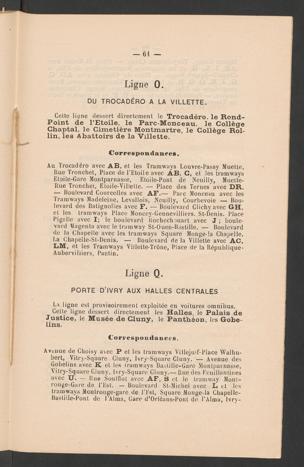 — 64 —
Ligne O.
DU TROCADÉRO A LA VILLETTE.
Cette ligne dessert directement le Trocadéro, le Rond-
Point de l'Etoile, le Parc-Monceau, le Collège
Chaptal, le Cimetière Montmartre, le Collège Rol-
lin, les Abattoirs de la Villette.
Correspondances.
Au Trocadéro avec AB, et les Tramways Louvre-Passy Muette,
Rue Tronchet, Place de l'Etoile avec AB, C, et les tramways
Etoile-Gare Montparnasse, Etoile-Pont de Neuilly, Muette-
Rue Tronchet, Etoile-Villette. — Place des Ternes avec DR.
— Boulevard Courcelles avec AF. — Parc Monceau avec les
Tramways Madeleine, Levallois, Neuilly, Courbevoie — Bou-
levard des Batignolles avec F. — Boulevard Clichy avec GH,
et les tramways Place Moncey-Gennevilliers. St-Denis. Place
Pigalle avec I; le boulevard Rochechouart avec J; boule-
vard Magenta avec le tramway St-Ouen-Bastille. — Boulevard
de la Chapelle avec les tramways Square Monge-la Chapelle,
La Chapelle-St-Denis. — Boulevard de la Villette avec AC,
LM, et les tramways Villette-Trône, Place de la République-
Aubervilliers, Pantin.
Ligne Q.
PORTE D'IVRY AUX HALLES CENTRALES
La ligne est provisoirement exploitée en voitures omnibus.
Cette ligne dessert directement les Halles, le Palais de
Justice, le Musée de Cluny, le Panthéon, les Gobe-
lins.
Correspondances.
Avenue de Choisy avec P et les tramways Villejuif-Place Walhu-
bert, Vitry-Square Cluny, Ivry-Square Cluny. — Avenue des
Gobelins avec K et les tramways Bastille-Gare Montparnasse,
Vitry-Square Cluny, Ivry-Square Cluny. — Rue des Feuillantines
avec U. — Rue Soufflot avec AF, S et le tramway Mont-
rouge-Gare de l'Est. — Boulevard St-Michel avec L et les
tramways Montrouge-gare de l'Est, Square Monge-la Chapelle-
Bastille-Pont de l'Alma, Gare d'Orléans-Pont de l'Alma, Ivry-